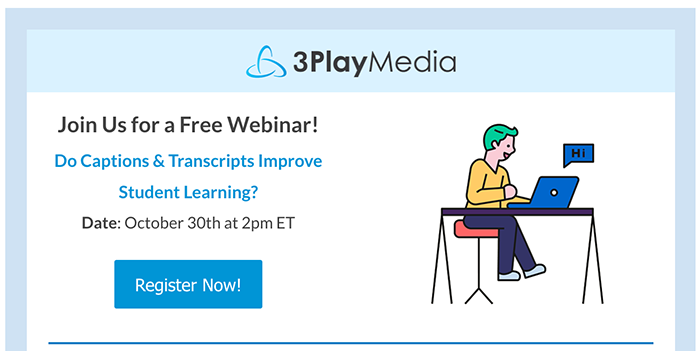 3PlayMedia
Join Us for a Free Webinar!
Do Captions & Transcripts Improve
Student Learning?
Date: October 30th at 2pm ET
Hi
Register Now!